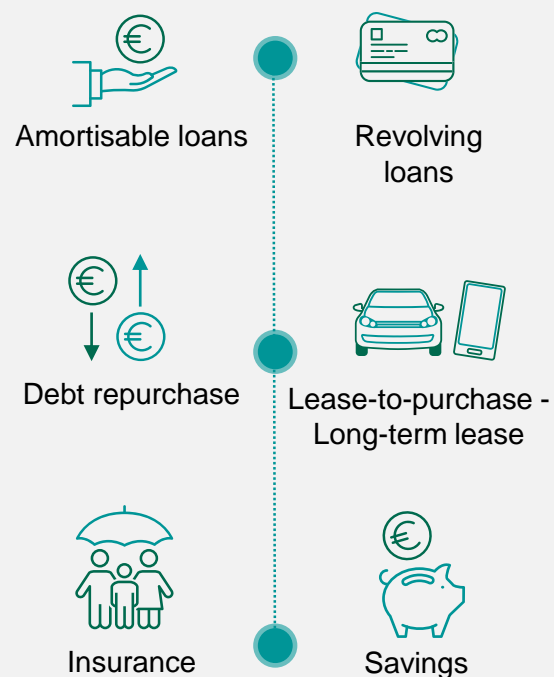 Amortisable loans
Revolving
loans
Debt repurchase
Lease-to-purchase -
Long-term lease
Insurance
Savings